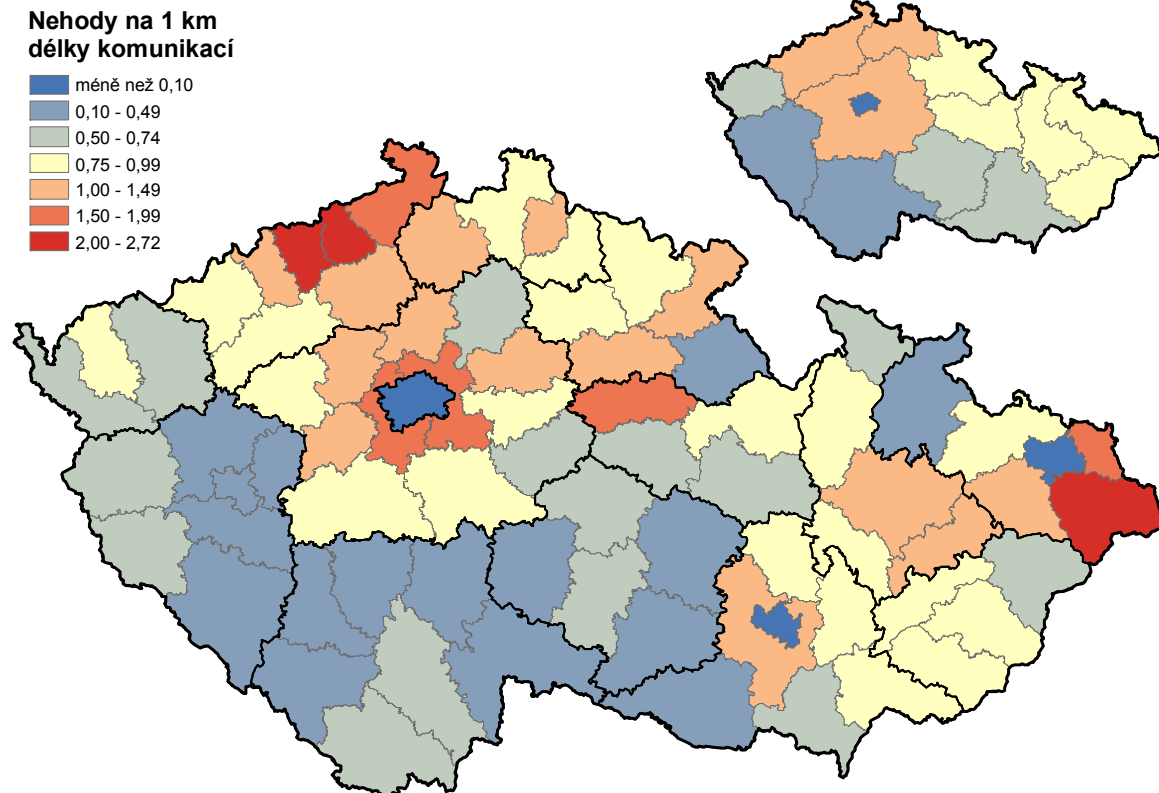 Nehody na 1 km
délky komunikací
méně než 0,10
0,10 - 0,49
0,50 - 0,74
0,75 - 0,99
1,00 - 1,49
1,50 - 1,99
2,00 - 2,72